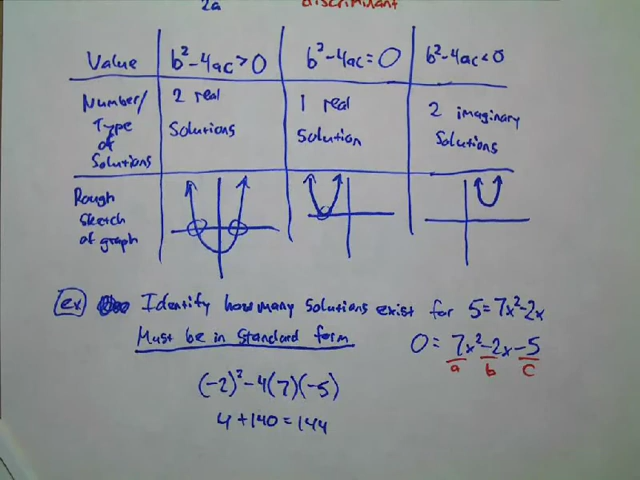 2a
discriminant
Value b²-4ac>0 b²-4ac=0 b²-4ac<0
Number/ Type of Solutions
2 real Solutions
1 real Solution
2 imaginary Solutions
Rough sketch of graph
ex Identify how many solutions exist for 5=7x²-2x
Must be in Standard form
0=7x²-2x-5
a b c
(-2)²-4(7)(-5)
4+140=144